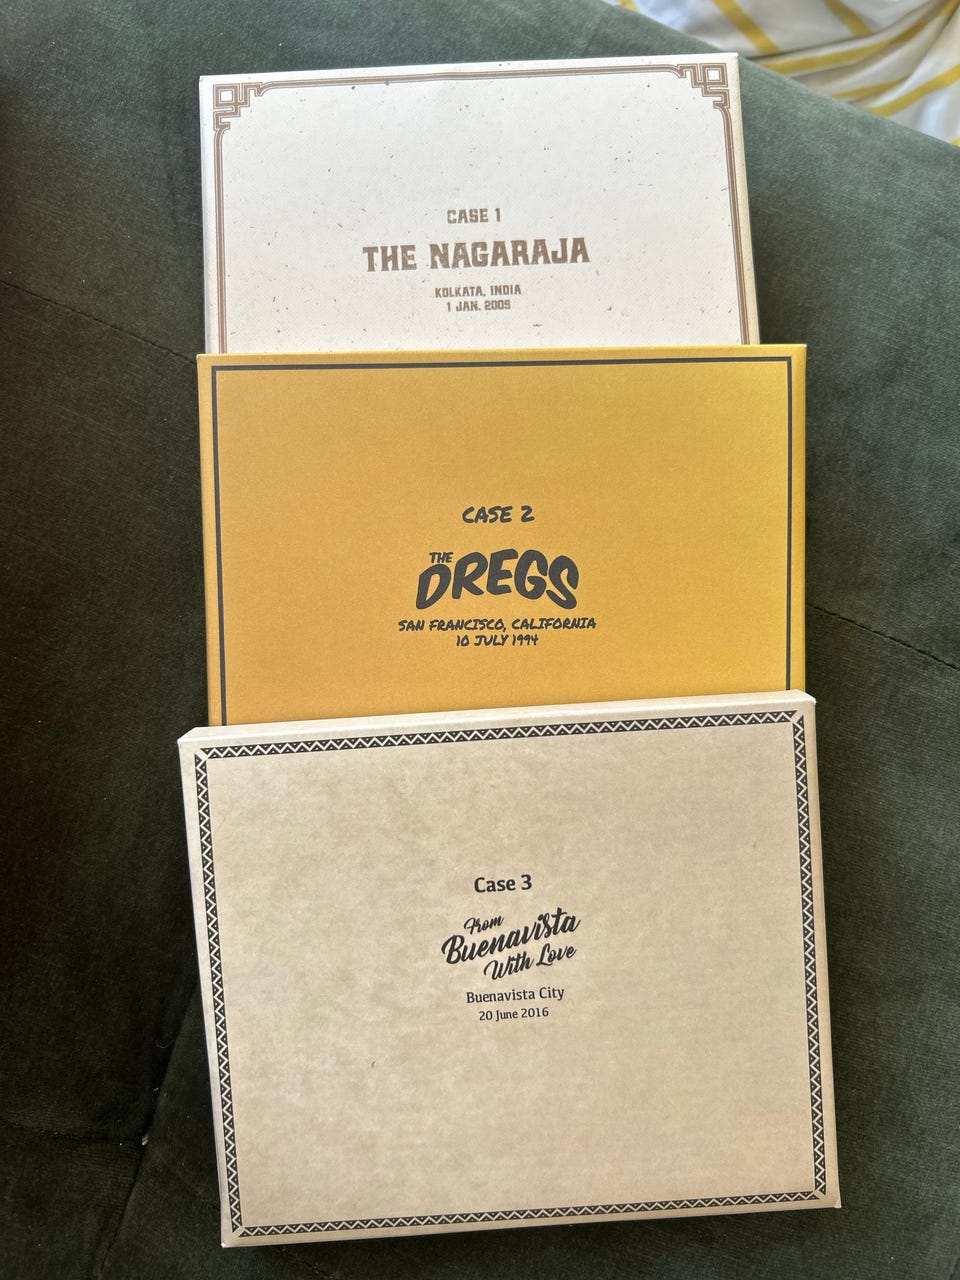 CASE 1
THE NAGARAJA
KOLKATA, INDIA
1 JAN. 2009
CASE 2
THE
DREGS
SAN FRANCISCO, CALIFORNIA
10 JULY 1994
Case 3
From
Buenavista
With Love
Buenavista City
20 June 2016